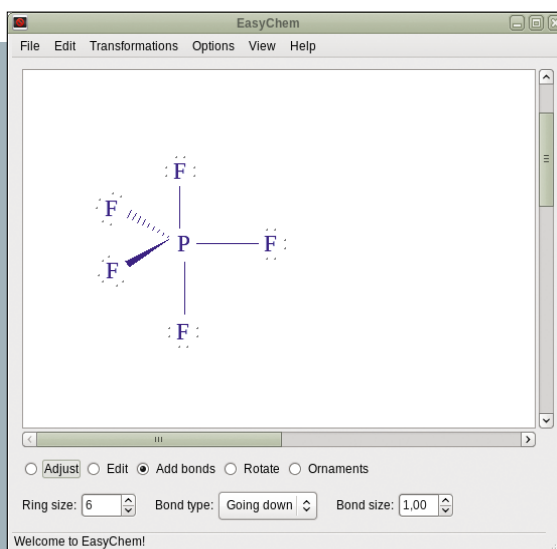 EasyChem
File Edit Transformations Options View Help
F
F
P F
F
F
Adjust Edit Add bonds Rotate Ornaments
Ring size: 6 Bond type: Going down Bond size: 1,00
Welcome to EasyChem!